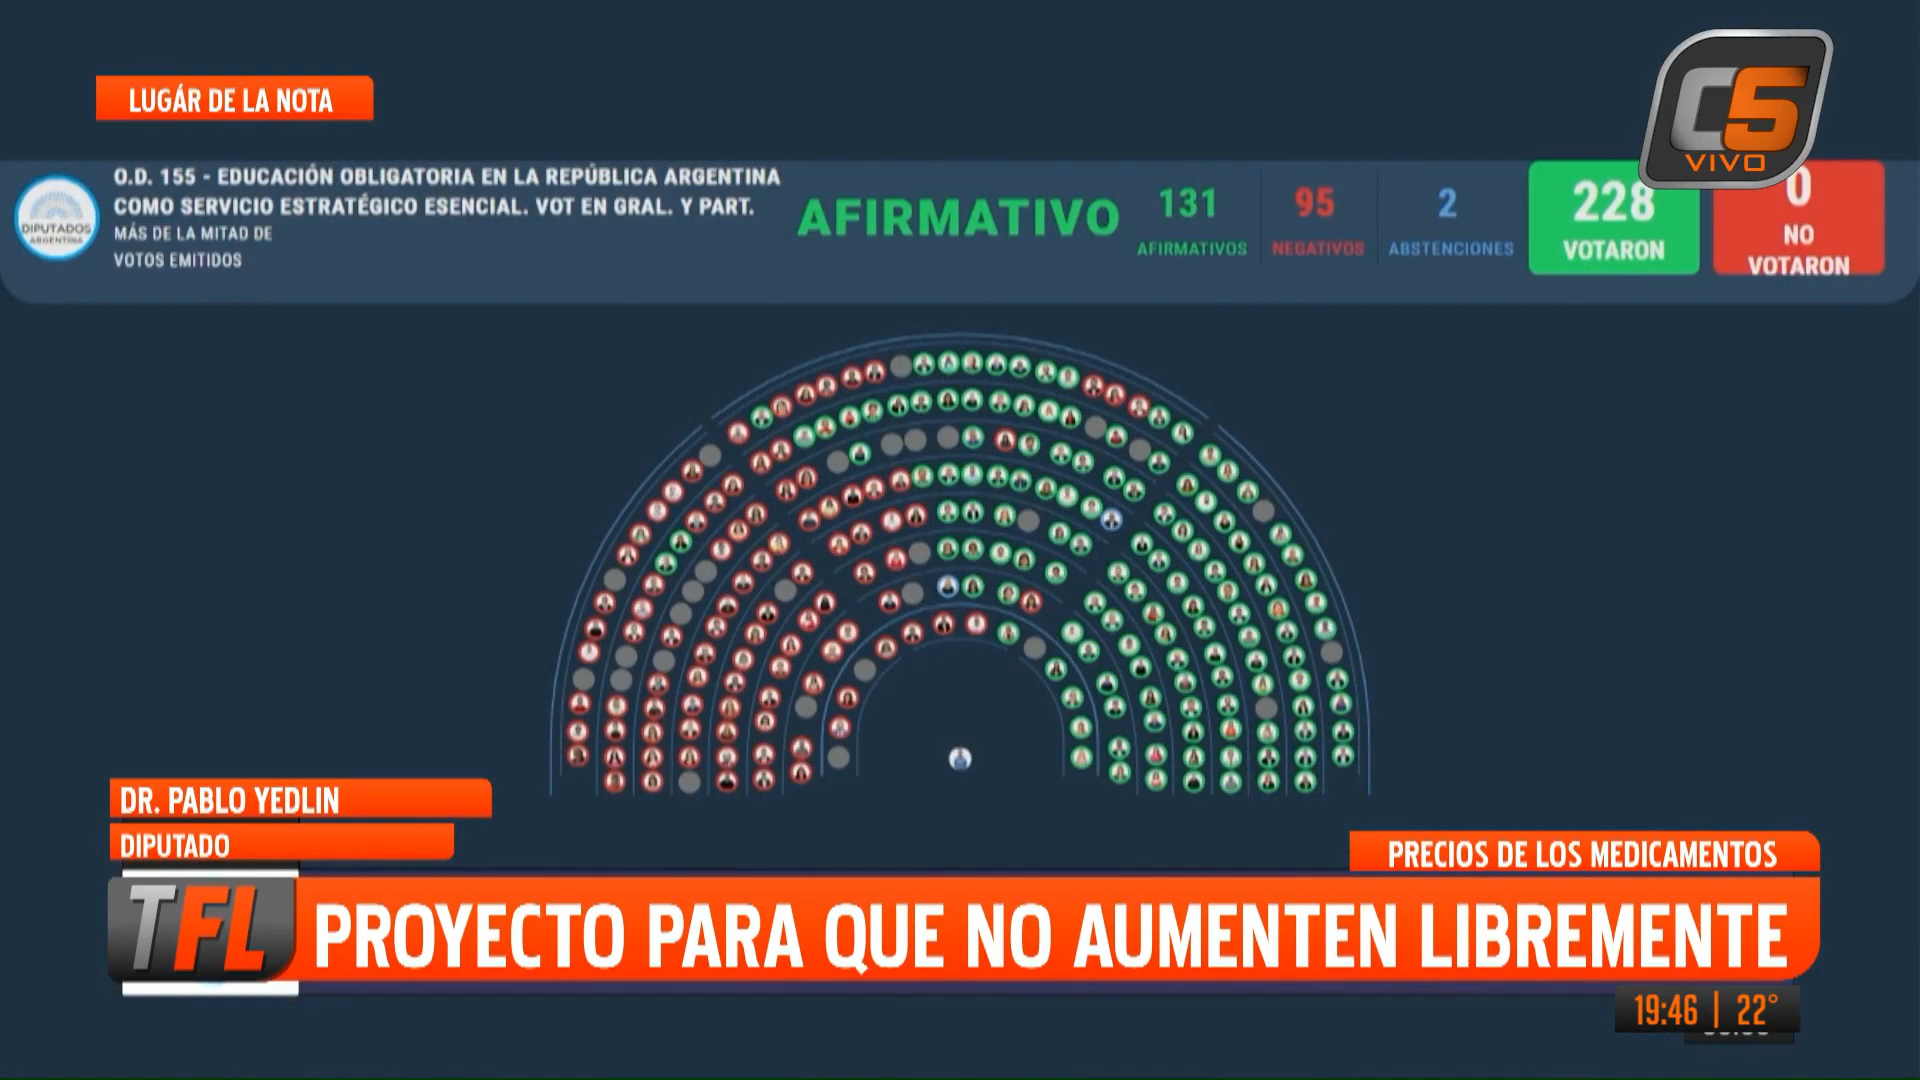 LUGÁR DE LA NOTA
C5
VIVO
DIPUTADOS
ARGENTINA
O.D. 155 - EDUCACIÓN OBLIGATORIA EN LA REPÚBLICA ARGENTINA
COMO SERVICIO ESTRATÉGICO ESENCIAL. VOT EN GRAL. Y PART.
MÁS DE LA MITAD DE
VOTOS EMITIDOS
AFIRMATIVO
131
AFIRMATIVOS
95
NEGATIVOS
2
ABSTENCIONES
228
VOTARON
0
NO
VOTARON
DR. PABLO YEDLIN
DIPUTADO
PRECIOS DE LOS MEDICAMENTOS
TFL
PROYECTO PARA QUE NO AUMENTEN LIBREMENTE
19:46 | 22°